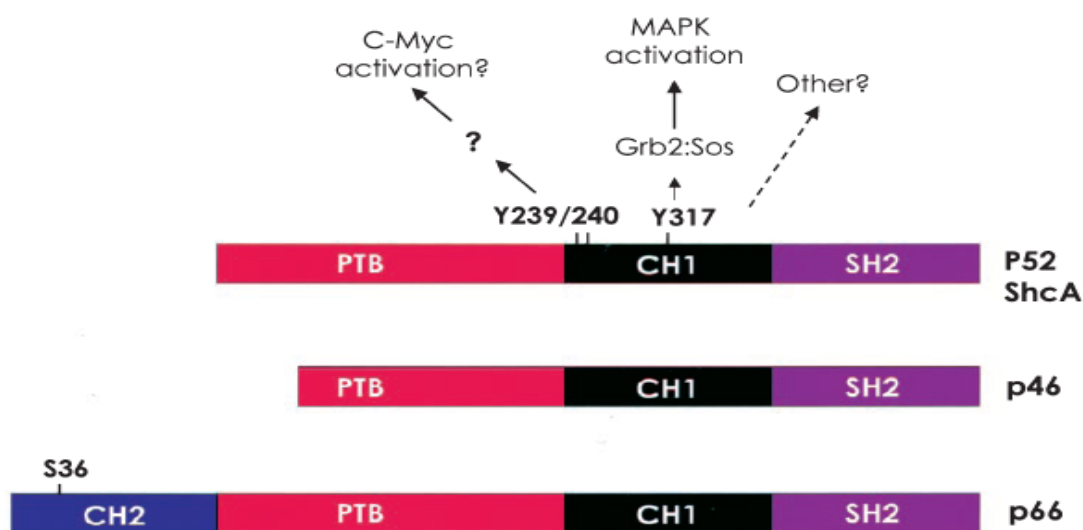 C-Myc
activation?
MAPK
activation
Other?
?
Grb2:Sos
Y239/240
Y317
PTB
CH1
SH2
P52
ShcA
PTB
CH1
SH2
p46
S36
CH2
PTB
CH1
SH2
p66